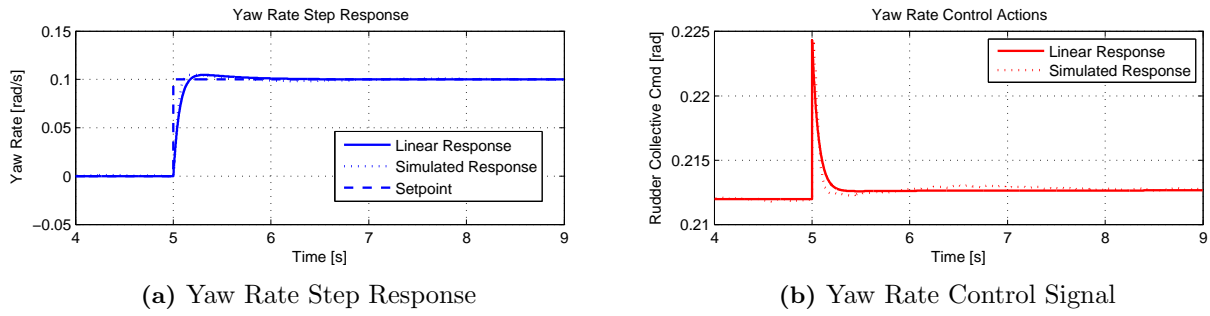 Yaw Rate Step Response
0.15
0.1
0.05
0
−0.05
Yaw Rate [rad/s]
Linear Response
Simulated Response
Setpoint
4 5 6 7 8 9
Time [s]
(a) Yaw Rate Step Response
Yaw Rate Control Actions
0.225
0.22
0.215
0.21
Rudder Collective Cmd [rad]
Linear Response
Simulated Response
4 5 6 7 8 9
Time [s]
(b) Yaw Rate Control Signal